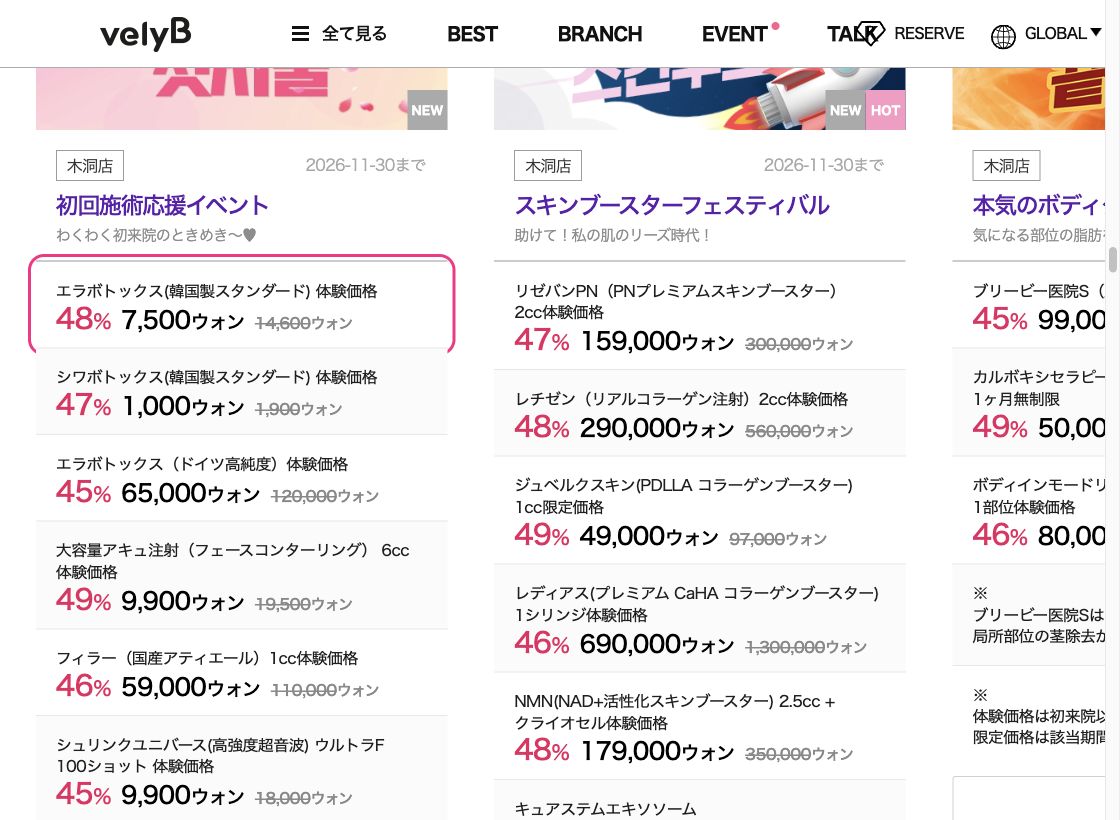 velyB
全て見る
BEST
BRANCH
EVENT
TALK
RESERVE
GLOBAL
NEW
木洞店
2026-11-30まで
初回施術応援イベント
わくわく初来院のときめき〜♥
エラボトックス(韓国製スタンダード) 体験価格
48% 7,500ウォン 14,600ウォン
シワボトックス(韓国製スタンダード) 体験価格
47% 1,000ウォン 1,900ウォン
エラボトックス（ドイツ高純度）体験価格
45% 65,000ウォン 120,000ウォン
大容量アキュ注射（フェースコンターリング） 6cc
体験価格
49% 9,900ウォン 19,500ウォン
フィラー（国産アティエール）1cc体験価格
46% 59,000ウォン 110,000ウォン
シュリンクユニバース(高強度超音波) ウルトラF
100ショット 体験価格
45% 9,900ウォン 18,000ウォン
NEW
HOT
木洞店
2026-11-30まで
スキンブースターフェスティバル
助けて！私の肌のリーズ時代！
リゼバンPN（PNプレミアムスキンブースター）
2cc体験価格
47% 159,000ウォン 300,000ウォン
レチゼン（リアルコラーゲン注射）2cc体験価格
48% 290,000ウォン 560,000ウォン
ジュベルクスキン(PDLLA コラーゲンブースター)
1cc限定価格
49% 49,000ウォン 97,000ウォン
レディアス(プレミアム CaHA コラーゲンブースター)
1シリンジ体験価格
46% 690,000ウォン 1,300,000ウォン
NMN(NAD+活性化スキンブースター) 2.5cc +
クライオセル体験価格
48% 179,000ウォン 350,000ウォン
キュアステムエキソソーム
木洞店
本気のボディ
気になる部位の脂肪
ブリービー医院S（
45% 99,00
カルボキシセラピー
1ヶ月無制限
49% 50,00
ボディインモードリ
1部位体験価格
46% 80,00
※
ブリービー医院Sは
局所部位の茎除去か
※
体験価格は初来院以
限定価格は該当期間